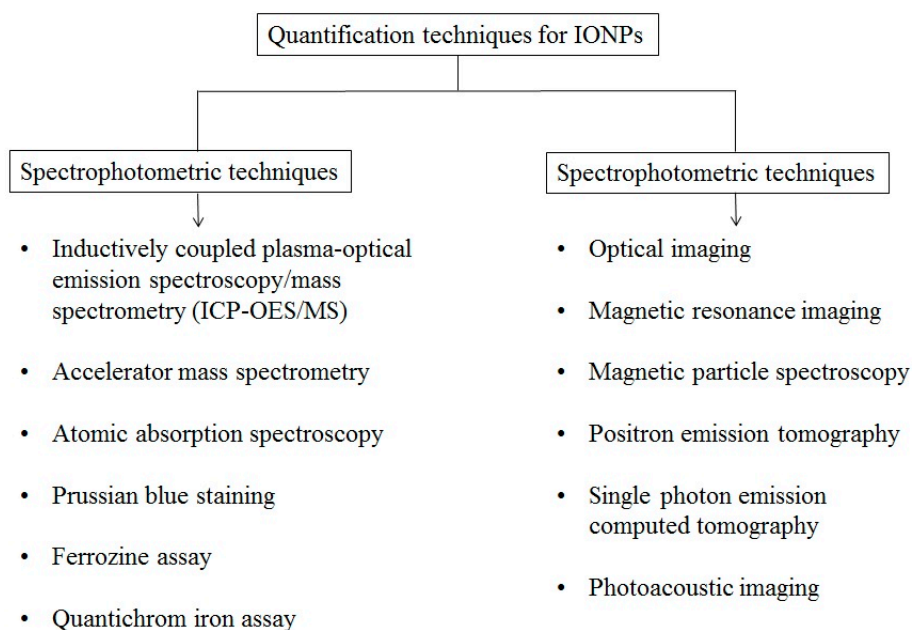 Quantification techniques for IONPs
Spectrophotometric techniques
• Inductively coupled plasma-optical
emission spectroscopy/mass
spectrometry (ICP-OES/MS)
• Accelerator mass spectrometry
• Atomic absorption spectroscopy
• Prussian blue staining
• Ferrozine assay
• Quantichrom iron assay
Spectrophotometric techniques
• Optical imaging
• Magnetic resonance imaging
• Magnetic particle spectroscopy
• Positron emission tomography
• Single photon emission
computed tomography
• Photoacoustic imaging